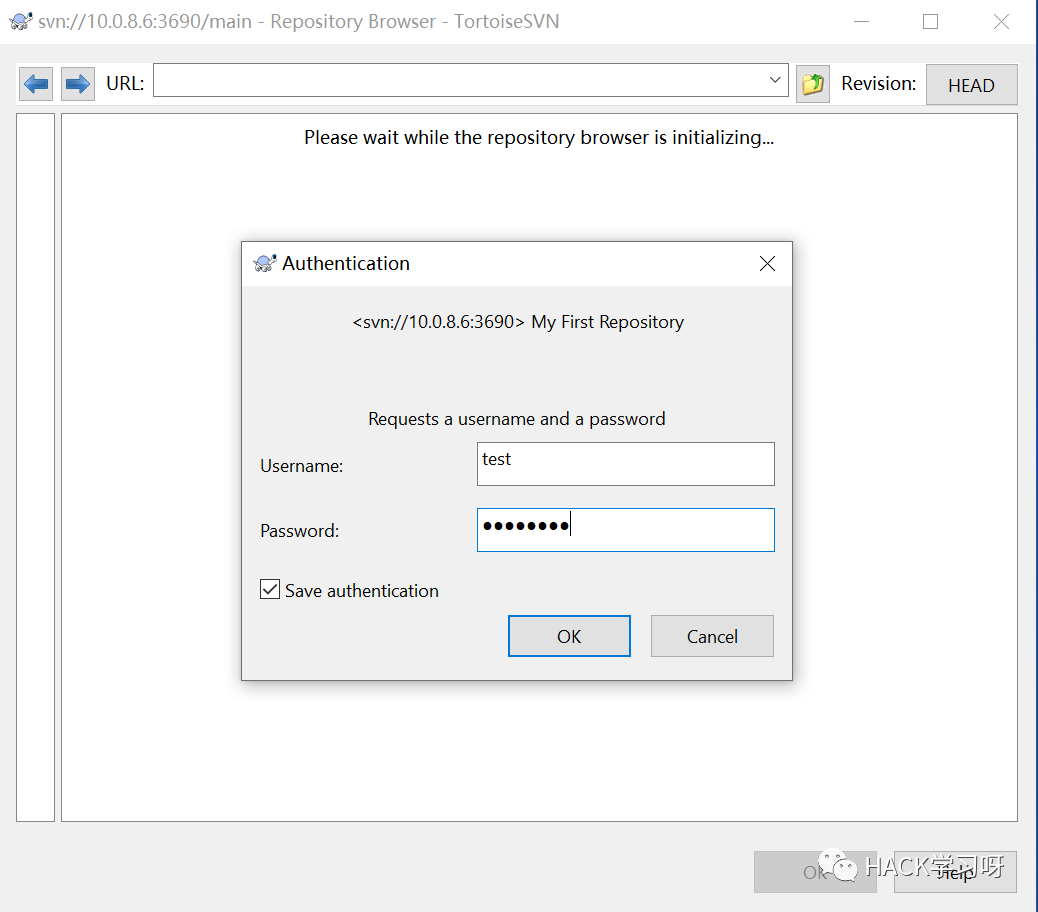 svn://10.0.8.6:3690/main - Repository Browser - TortoiseSVN
URL:
Revision: HEAD
Please wait while the repository browser is initializing...
Authentication
<svn://10.0.8.6:3690> My First Repository
Requests a username and a password
Username: test
Password: ●●●●●●●●
Save authentication
OK Cancel
OK Help
HACK学习呀